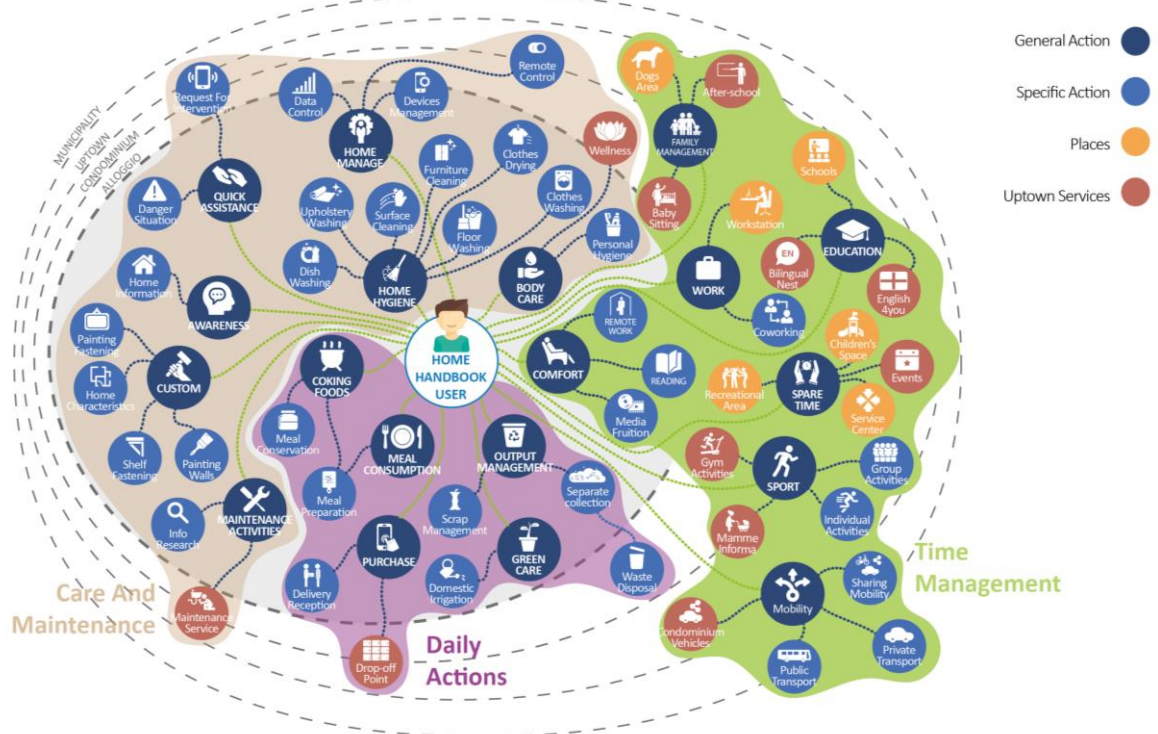 General Action
Specific Action
Places
Uptown Services
MUNICIPALITY
UPTOWN
CONDOMINIUM
ALLOGGIO
Request For
Intervention
Data
Control
Devices
Management
Remote
Control
HOME
MANAGE
QUICK
ASSISTANCE
Danger
Situation
Furniture
Cleaning
Clothes
Drying
Wellness
Upholstery
Washing
Surface
Cleaning
Floor
Washing
Clothes
Washing
Personal
Hygiene
Dish
Washing
HOME
HYGIENE
BODY
CARE
Home
Information
AWARENESS
Painting
Fastening
CUSTOM
Home
Characteristics
Shelf
Fastening
Painting
Walls
Info
Research
MAINTENANCE
ACTIVITIES
Maintenance
Service
Care And
Maintenance
HOME
HANDBOOK
USER
COKING
FOODS
Meal
Conservation
MEAL
CONSUMPTION
OUTPUT
MANAGEMENT
Meal
Preparation
Scrap
Management
Separate
collection
PURCHASE
GREEN
CARE
Delivery
Reception
Domestic
Irrigation
Waste
Disposal
Drop-off
Point
Daily
Actions
Dogs
Area
After-school
FAMILY
MANAGEMENT
Baby
Sitting
Schools
Workstation
EDUCATION
WORK
EN
Bilingual
Nest
English
4you
Coworking
REMOTE
WORK
COMFORT
READING
Media
Fruition
Children's
Space
Recreational
Area
SPARE
TIME
Events
Service
Center
Gym
Activities
SPORT
Group
Activities
Individual
Activities
Mamme
Informa
Time
Management
Mobility
Sharing
Mobility
Condominium
Vehicles
Public
Transport
Private
Transport